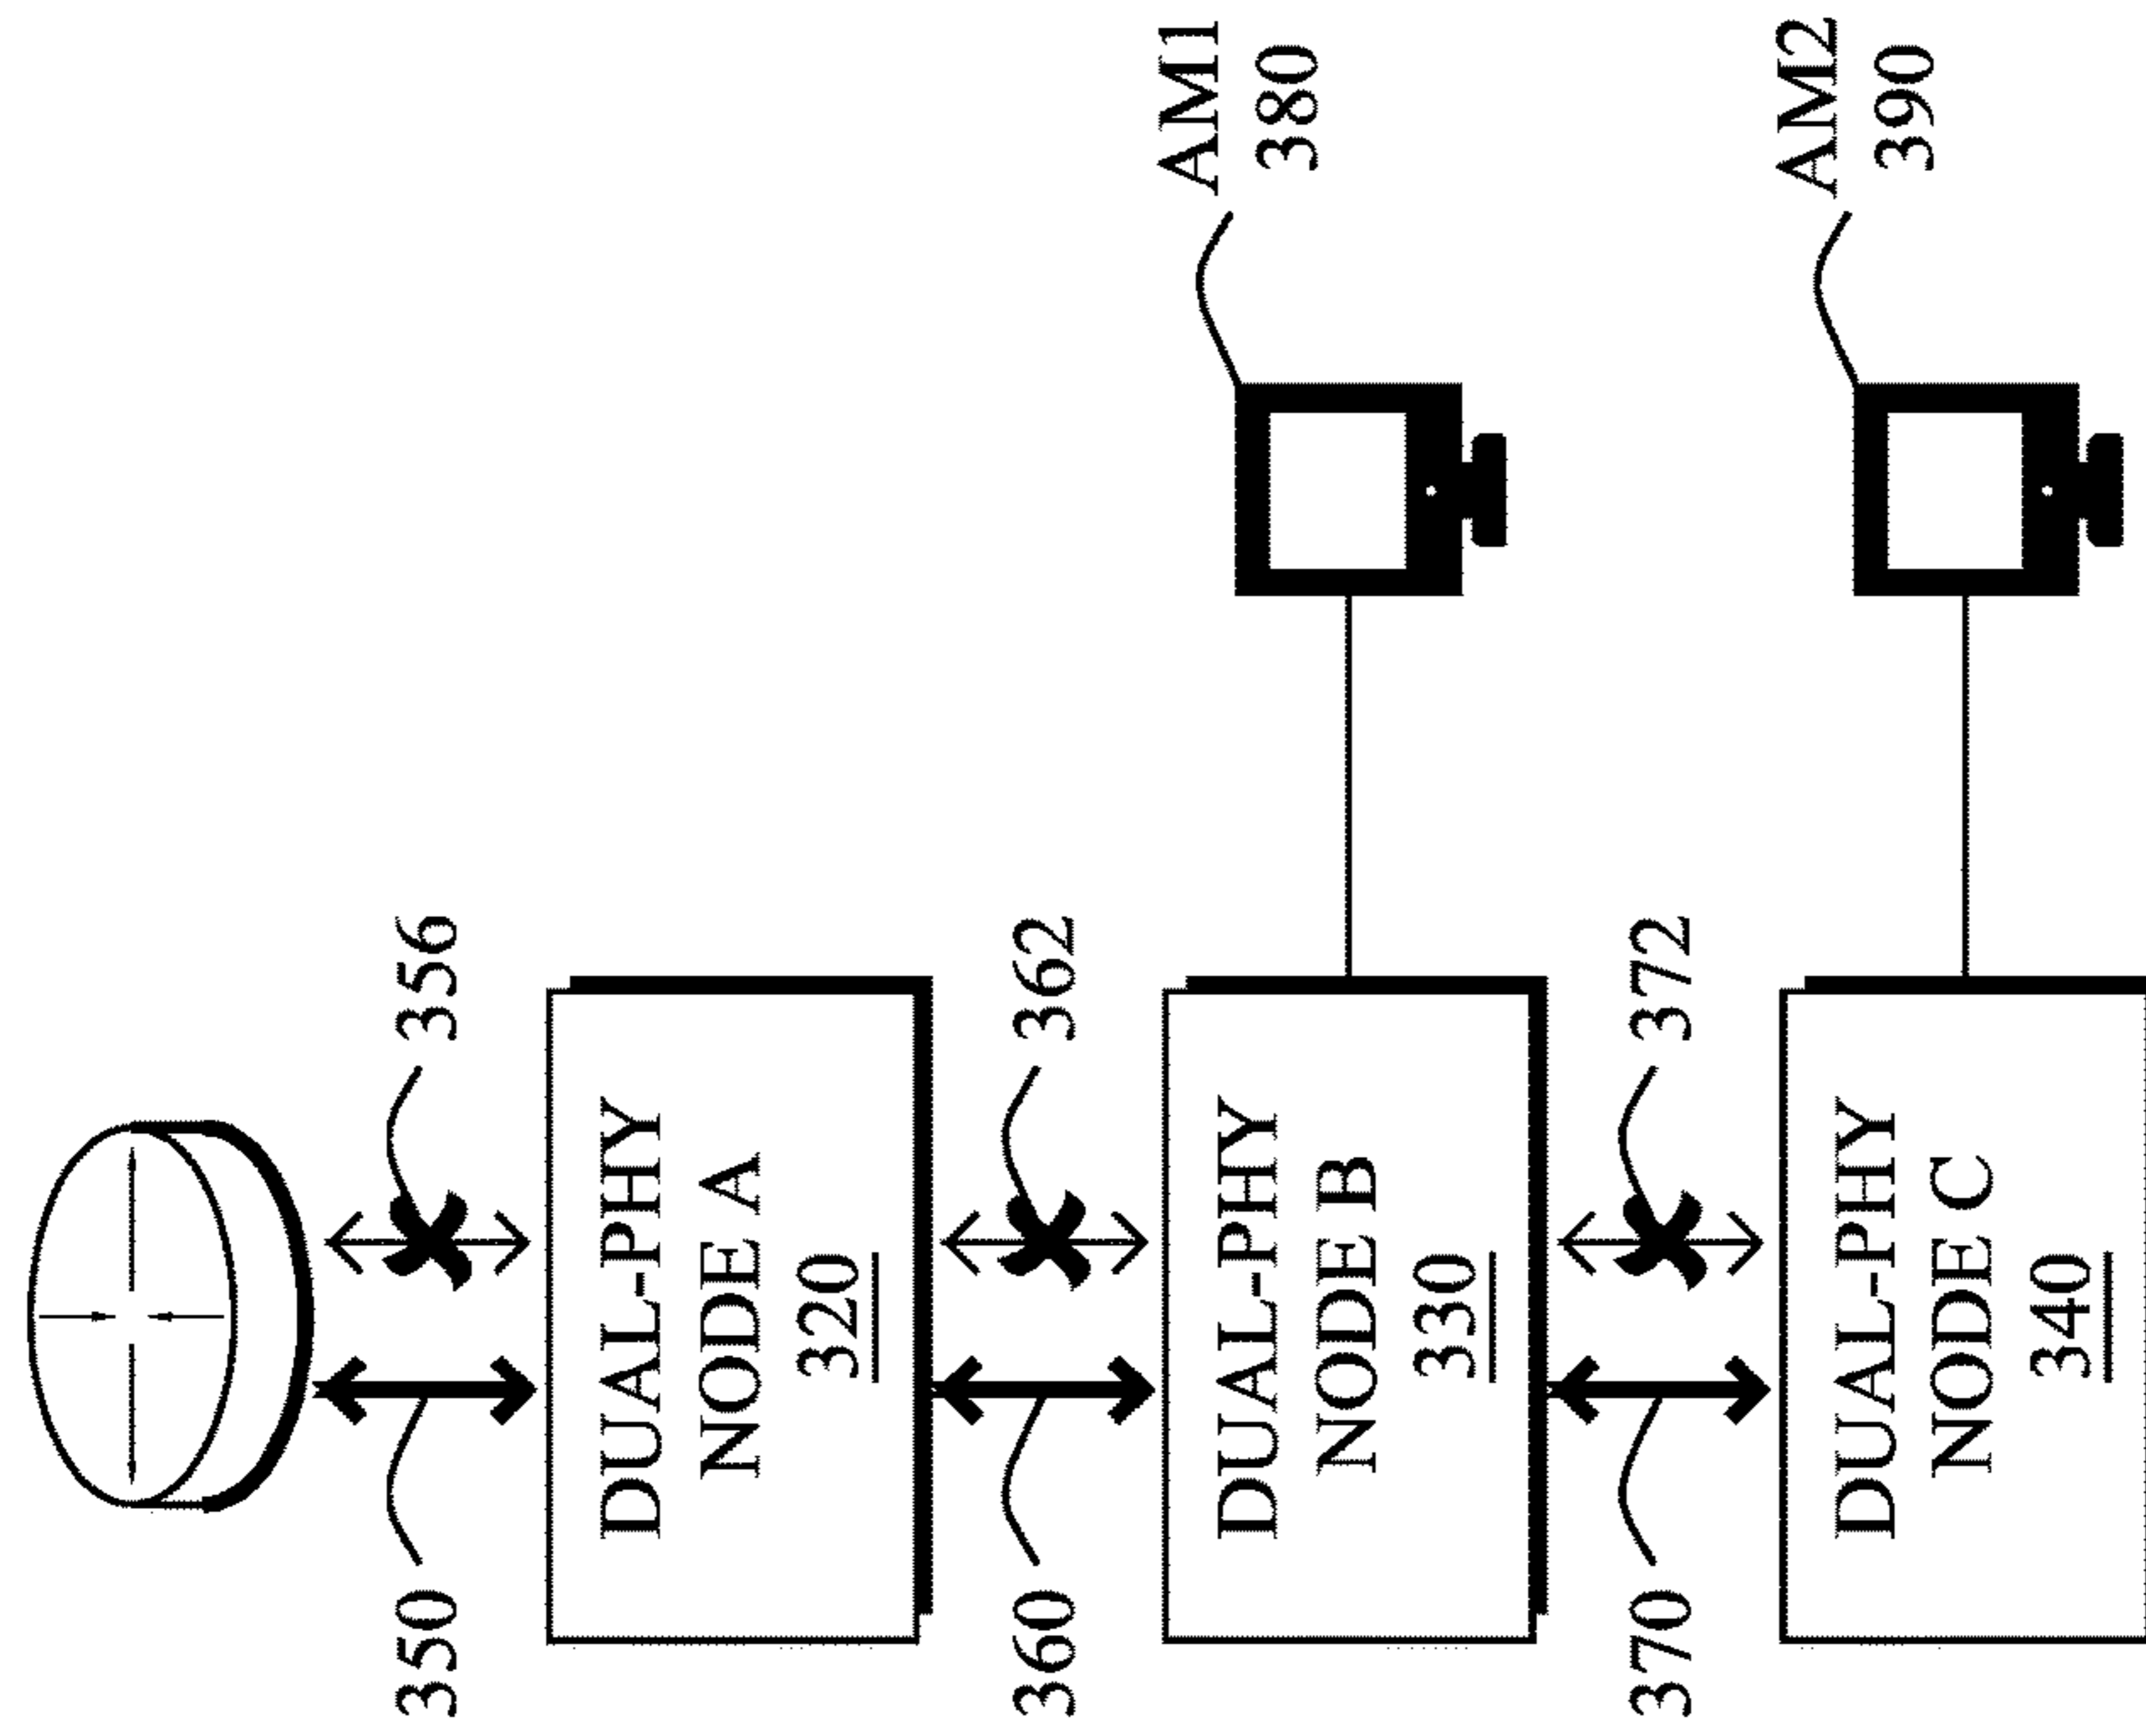 350
356
DUAL-PHY
NODE A
320
360
362
DUAL-PHY
NODE B
330
AM1
380
370
372
DUAL-PHY
NODE C
340
AM2
390